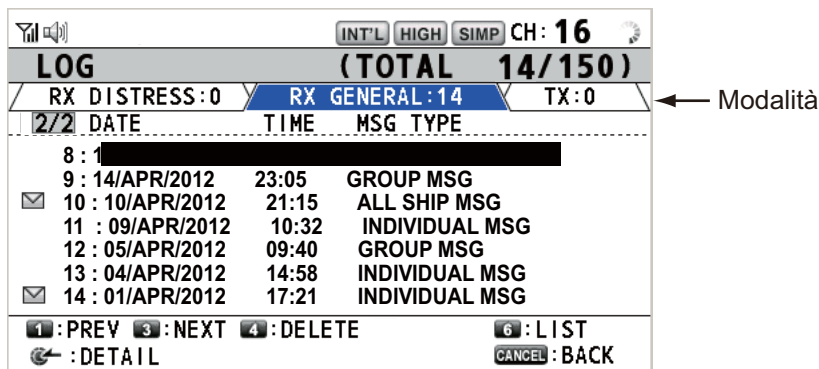 INT'L HIGH SIMP CH: 16
LOG (TOTAL 14/150)
RX DISTRESS:0 RX GENERAL:14 TX:0
Modalità
2/2 DATE TIME MSG TYPE
8 : 1
9 : 14/APR/2012 23:05 GROUP MSG
10 : 10/APR/2012 21:15 ALL SHIP MSG
11 : 09/APR/2012 10:32 INDIVIDUAL MSG
12 : 05/APR/2012 09:40 GROUP MSG
13 : 04/APR/2012 14:58 INDIVIDUAL MSG
14 : 01/APR/2012 17:21 INDIVIDUAL MSG
1 :PREV 3 :NEXT 4 :DELETE 6 :LIST
:DETAIL CANCEL :BACK